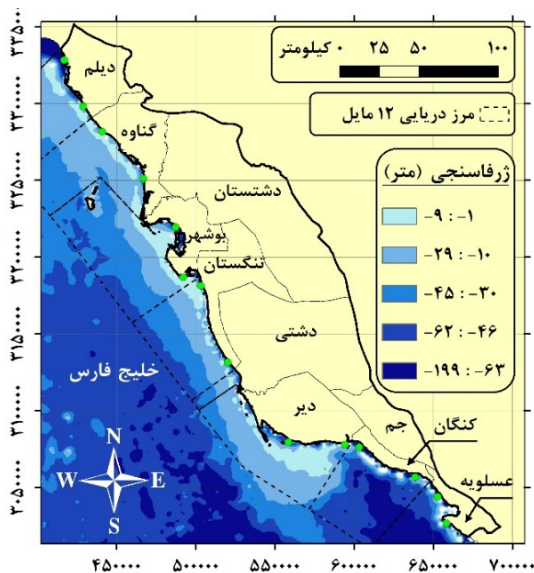 کیلومتر ۰ ۲۵ ۵۰ ۱۰۰
مرز دریایی ۱۲ مایل
ژرفاسنجی (متر)
-۹ : -۱
-۲۹ : -۱۰
-۴۵ : -۳۰
-۶۲ : -۴۶
-۱۹۹ : -۶۳
دیلم
گناوه
دشتستان
بوشهر
تنگستان
دشتی
خلیج فارس
دیر
جم
کنگان
عسلویه
N
W E
S
۳۳۵۰۰۰۰
۳۳۰۰۰۰۰
۳۲۵۰۰۰۰
۳۲۰۰۰۰۰
۳۱۵۰۰۰۰
۳۱۰۰۰۰۰
۳۰۵۰۰۰۰
۴۵۰۰۰۰ ۵۰۰۰۰۰ ۵۵۰۰۰۰ ۶۰۰۰۰۰ ۶۵۰۰۰۰ ۷۰۰۰۰۰